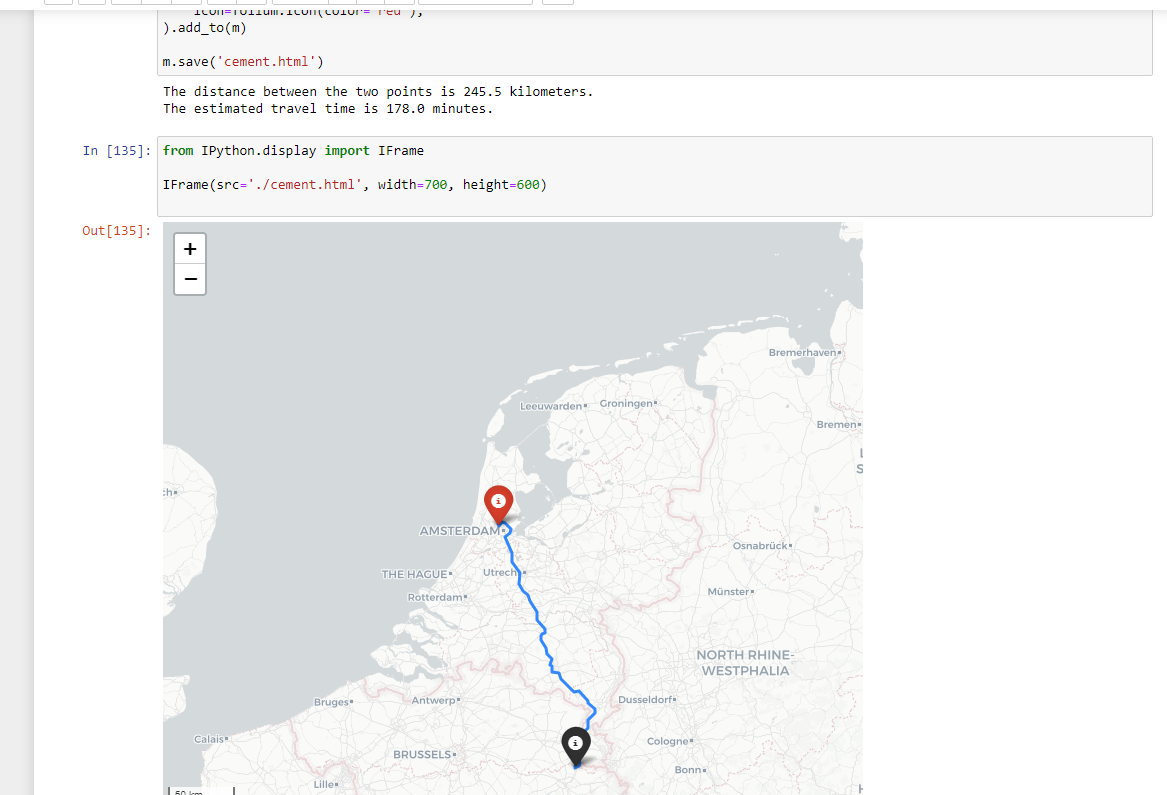 icon=folium.Icon(color='red'),
).add_to(m)
m.save('cement.html')
The distance between the two points is 245.5 kilometers.
The estimated travel time is 178.0 minutes.
In [135]: from IPython.display import IFrame
IFrame(src='./cement.html', width=700, height=600)
Out[135]:
+
−
Bremerhaven
Leeuwarden
Groningen
Bremen
L
S
ch
i
AMSTERDAM
Osnabrück
THE HAGUE
Utrech
Münster
Rotterdam
NORTH RHINE-
WESTPHALIA
Bruges
Antwerp
Dusseldorf
Calais
i
Cologne
BRUSSELS
Bonn
Lille
50 km